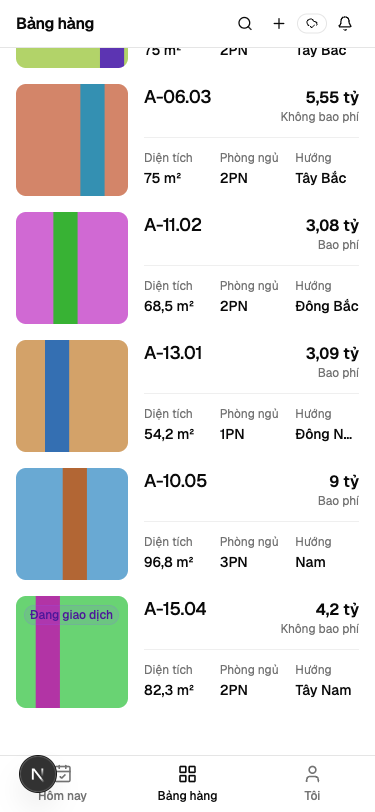 Bảng hàng
75 m² 2PN Tây Bắc
A-06.03 5,55 tỷ
Không bao phí
Diện tích Phòng ngủ Hướng
75 m² 2PN Tây Bắc
A-11.02 3,08 tỷ
Bao phí
Diện tích Phòng ngủ Hướng
68,5 m² 2PN Đông Bắc
A-13.01 3,09 tỷ
Bao phí
Diện tích Phòng ngủ Hướng
54,2 m² 1PN Đông N...
A-10.05 9 tỷ
Bao phí
Diện tích Phòng ngủ Hướng
96,8 m² 3PN Nam
Đang giao dịch
A-15.04 4,2 tỷ
Không bao phí
Diện tích Phòng ngủ Hướng
82,3 m² 2PN Tây Nam
N
Hôm nay Bảng hàng Tôi